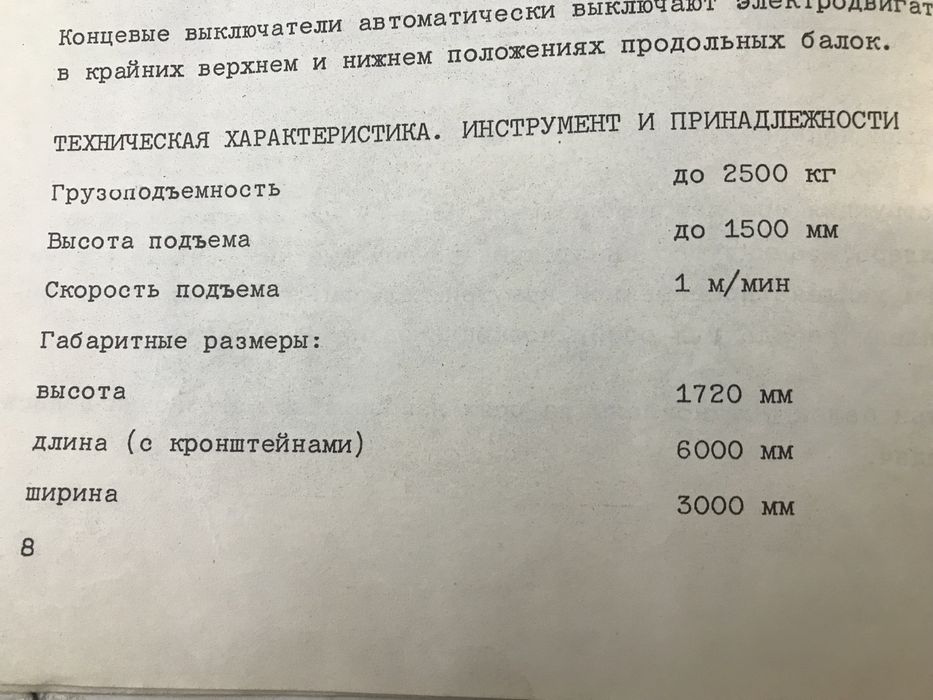 Концевые выключатели автоматически выключают
в крайних верхнем и нижнем положениях продольных балок.
ТЕХНИЧЕСКАЯ ХАРАКТЕРИСТИКА. ИНСТРУМЕНТ И ПРИНАДЛЕЖНОСТИ
Грузоподъемность до 2500 кг
Высота подъема до 1500 мм
Скорость подъема 1 м/мин
Габаритные размеры:
высота 1720 мм
длина (с кронштейнами) 6000 мм
ширина 3000 мм
8